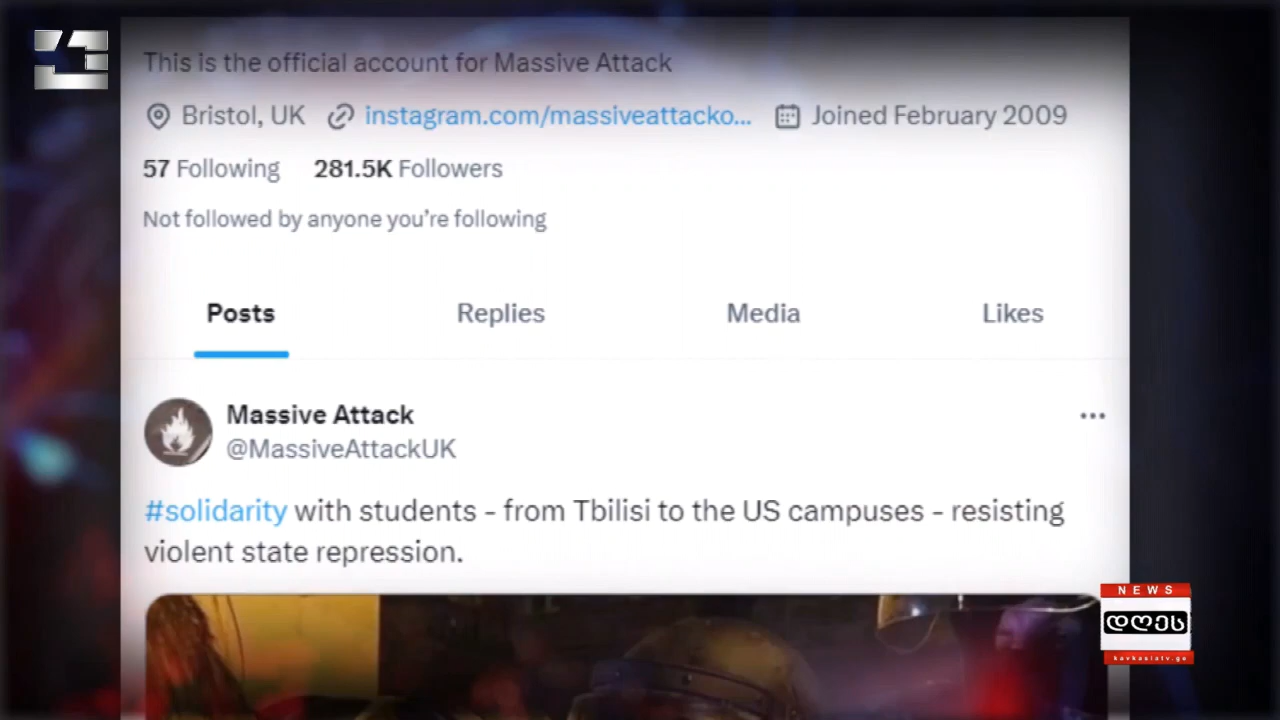 This is the official account for Massive Attack
Bristol, UK instagram.com/massiveattacko... Joined February 2009
57 Following 281.5K Followers
Not followed by anyone you're following
Posts Replies Media Likes
Massive Attack
@MassiveAttackUK
#solidarity with students – from Tbilisi to the US campuses – resisting
violent state repression.
NEWS
დღეს
kavkasiatv.ge